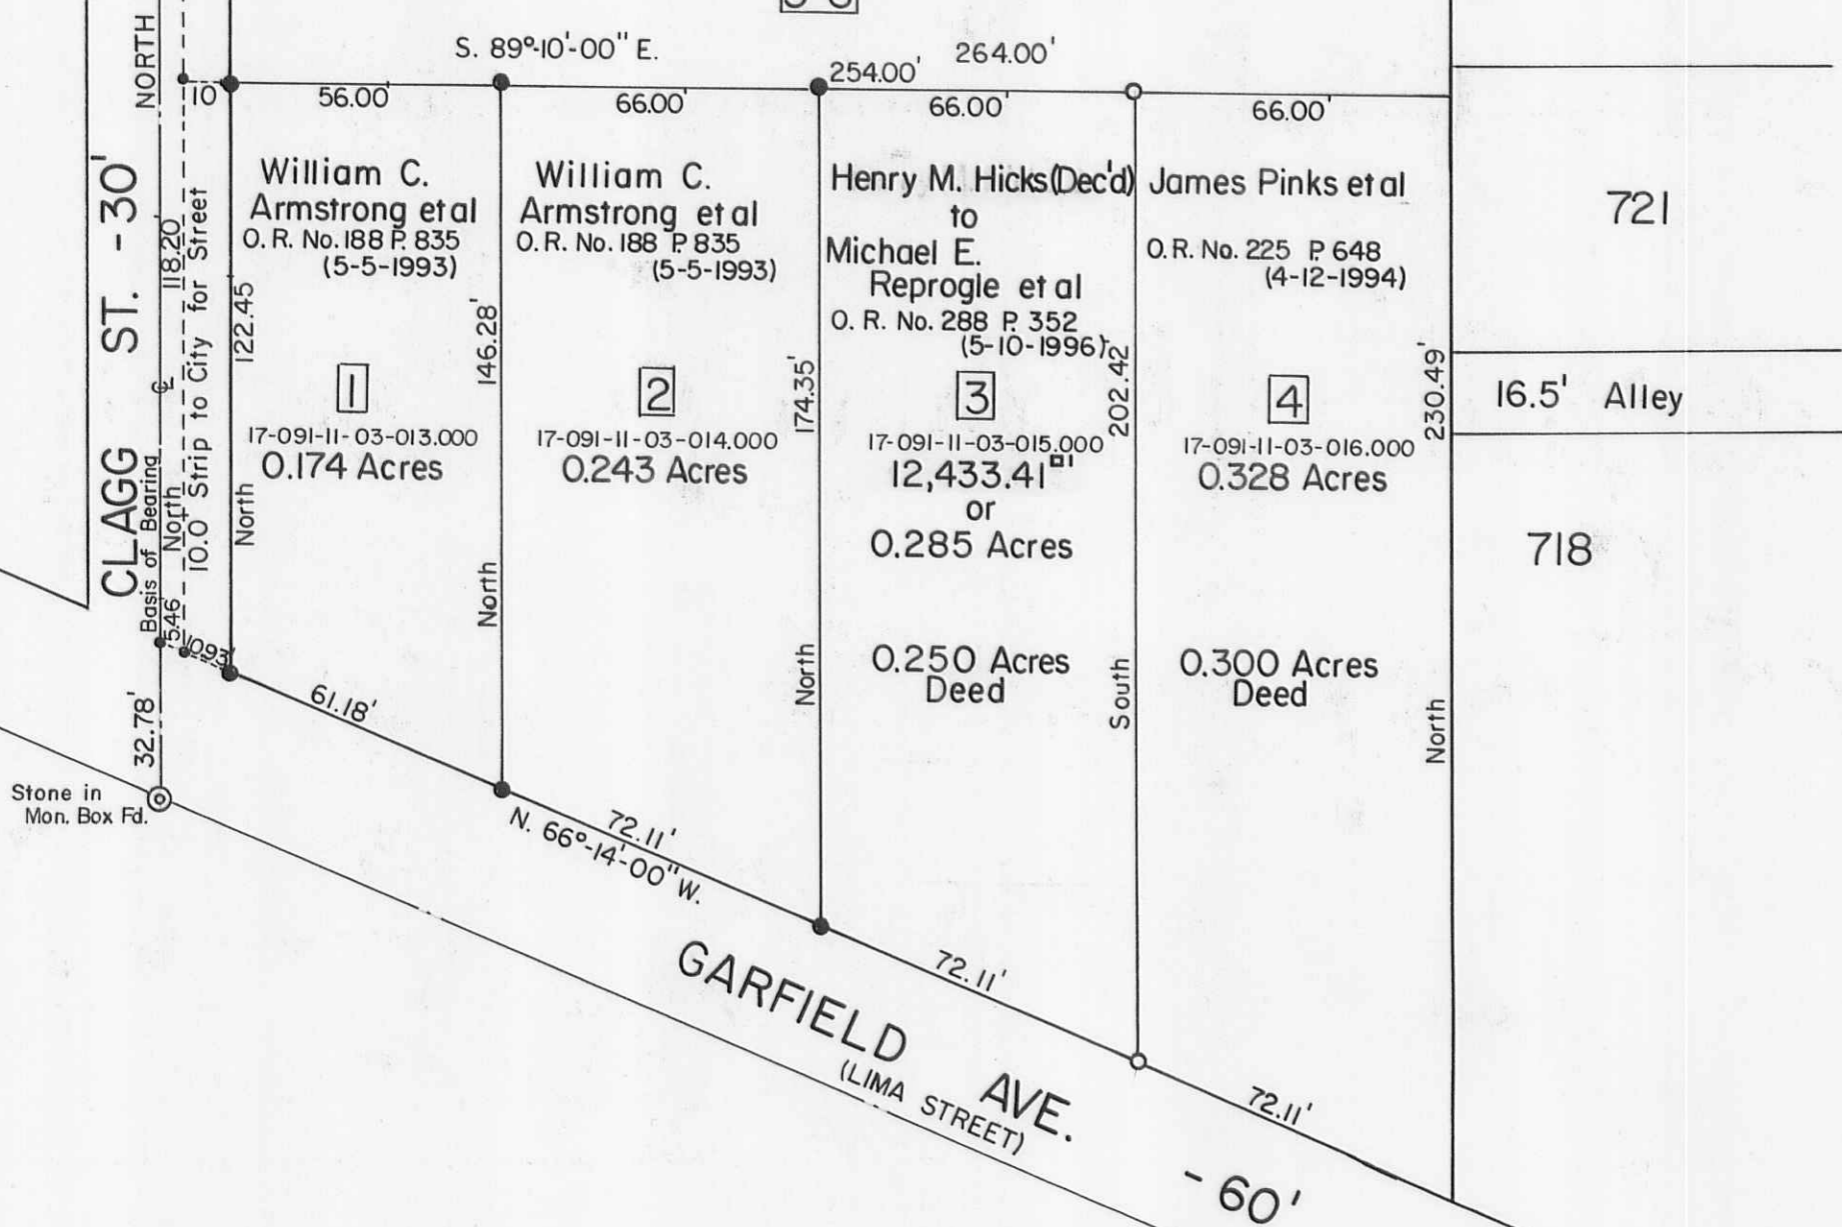 S. 89°-10'-00" E.
264.00'
254.00'
10'
56.00'
66.00'
66.00'
66.00'
NORTH
CLAGG ST. - 30'
118.20
℄
Basis of Bearing
North
10.0 Strip to City for Street
5.46'
10.93'
32.78'
Stone in
Mon. Box Fd.
122.45
North
William C.
Armstrong et al
O. R. No. 188 P. 835
(5-5-1993)
1
17-091-11-03-013.000
0.174 Acres
61.18'
146.28'
North
William C.
Armstrong et al
O. R. No. 188 P 835
(5-5-1993)
2
17-091-11-03-014.000
0.243 Acres
72.11'
N. 66°-14'-00" W.
174.35'
North
Henry M. Hicks (Dec'd)
to
Michael E.
Reprogle et al
O. R. No. 288 P. 352
(5-10-1996)
3
17-091-11-03-015.000
12,433.41
or
0.285 Acres
0.250 Acres
Deed
72.11'
202.42
South
James Pinks et al
O. R. No. 225 P. 648
(4-12-1994)
4
17-091-11-03-016.000
0.328 Acres
0.300 Acres
Deed
72.11'
230.49'
North
721
16.5' Alley
718
GARFIELD AVE. - 60'
(LIMA STREET)